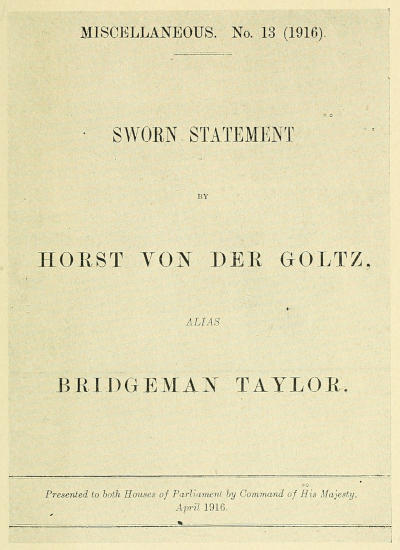 MISCELLANEOUS. No. 13 (1916).
SWORN STATEMENT
BY
HORST VON DER GOLTZ,
ALIAS
BRIDGEMAN TAYLOR.
Presented to both Houses of Parliament by Command of His Majesty.
April 1916.